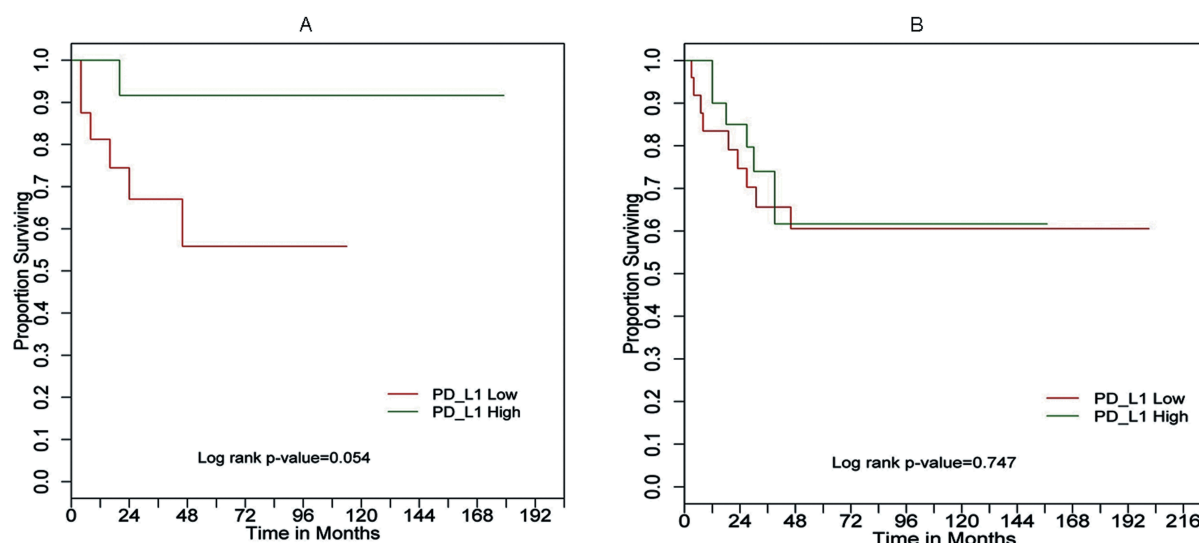 A
Proportion Surviving
1.0
0.9
0.8
0.7
0.6
0.5
0.4
0.3
0.2
0.1
0.0
PD_L1 Low
PD_L1 High
Log rank p-value=0.054
0 24 48 72 96 120 144 168 192
Time in Months
B
Proportion Surviving
1.0
0.9
0.8
0.7
0.6
0.5
0.4
0.3
0.2
0.1
0.0
PD_L1 Low
PD_L1 High
Log rank p-value=0.747
0 24 48 72 96 120 144 168 192 216
Time in Months